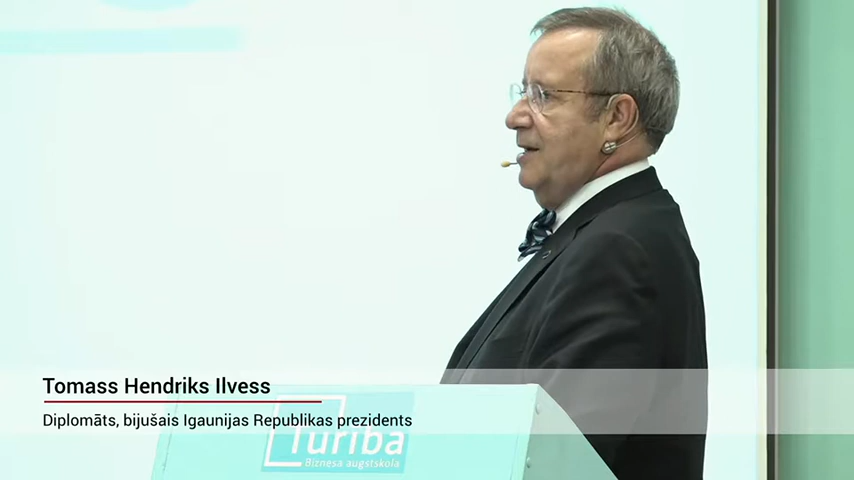 Tomass Hendriks Ilvess
Diplomāts, bijušais Igaunijas Republikas prezidents
Turība
Biznesa augstskola